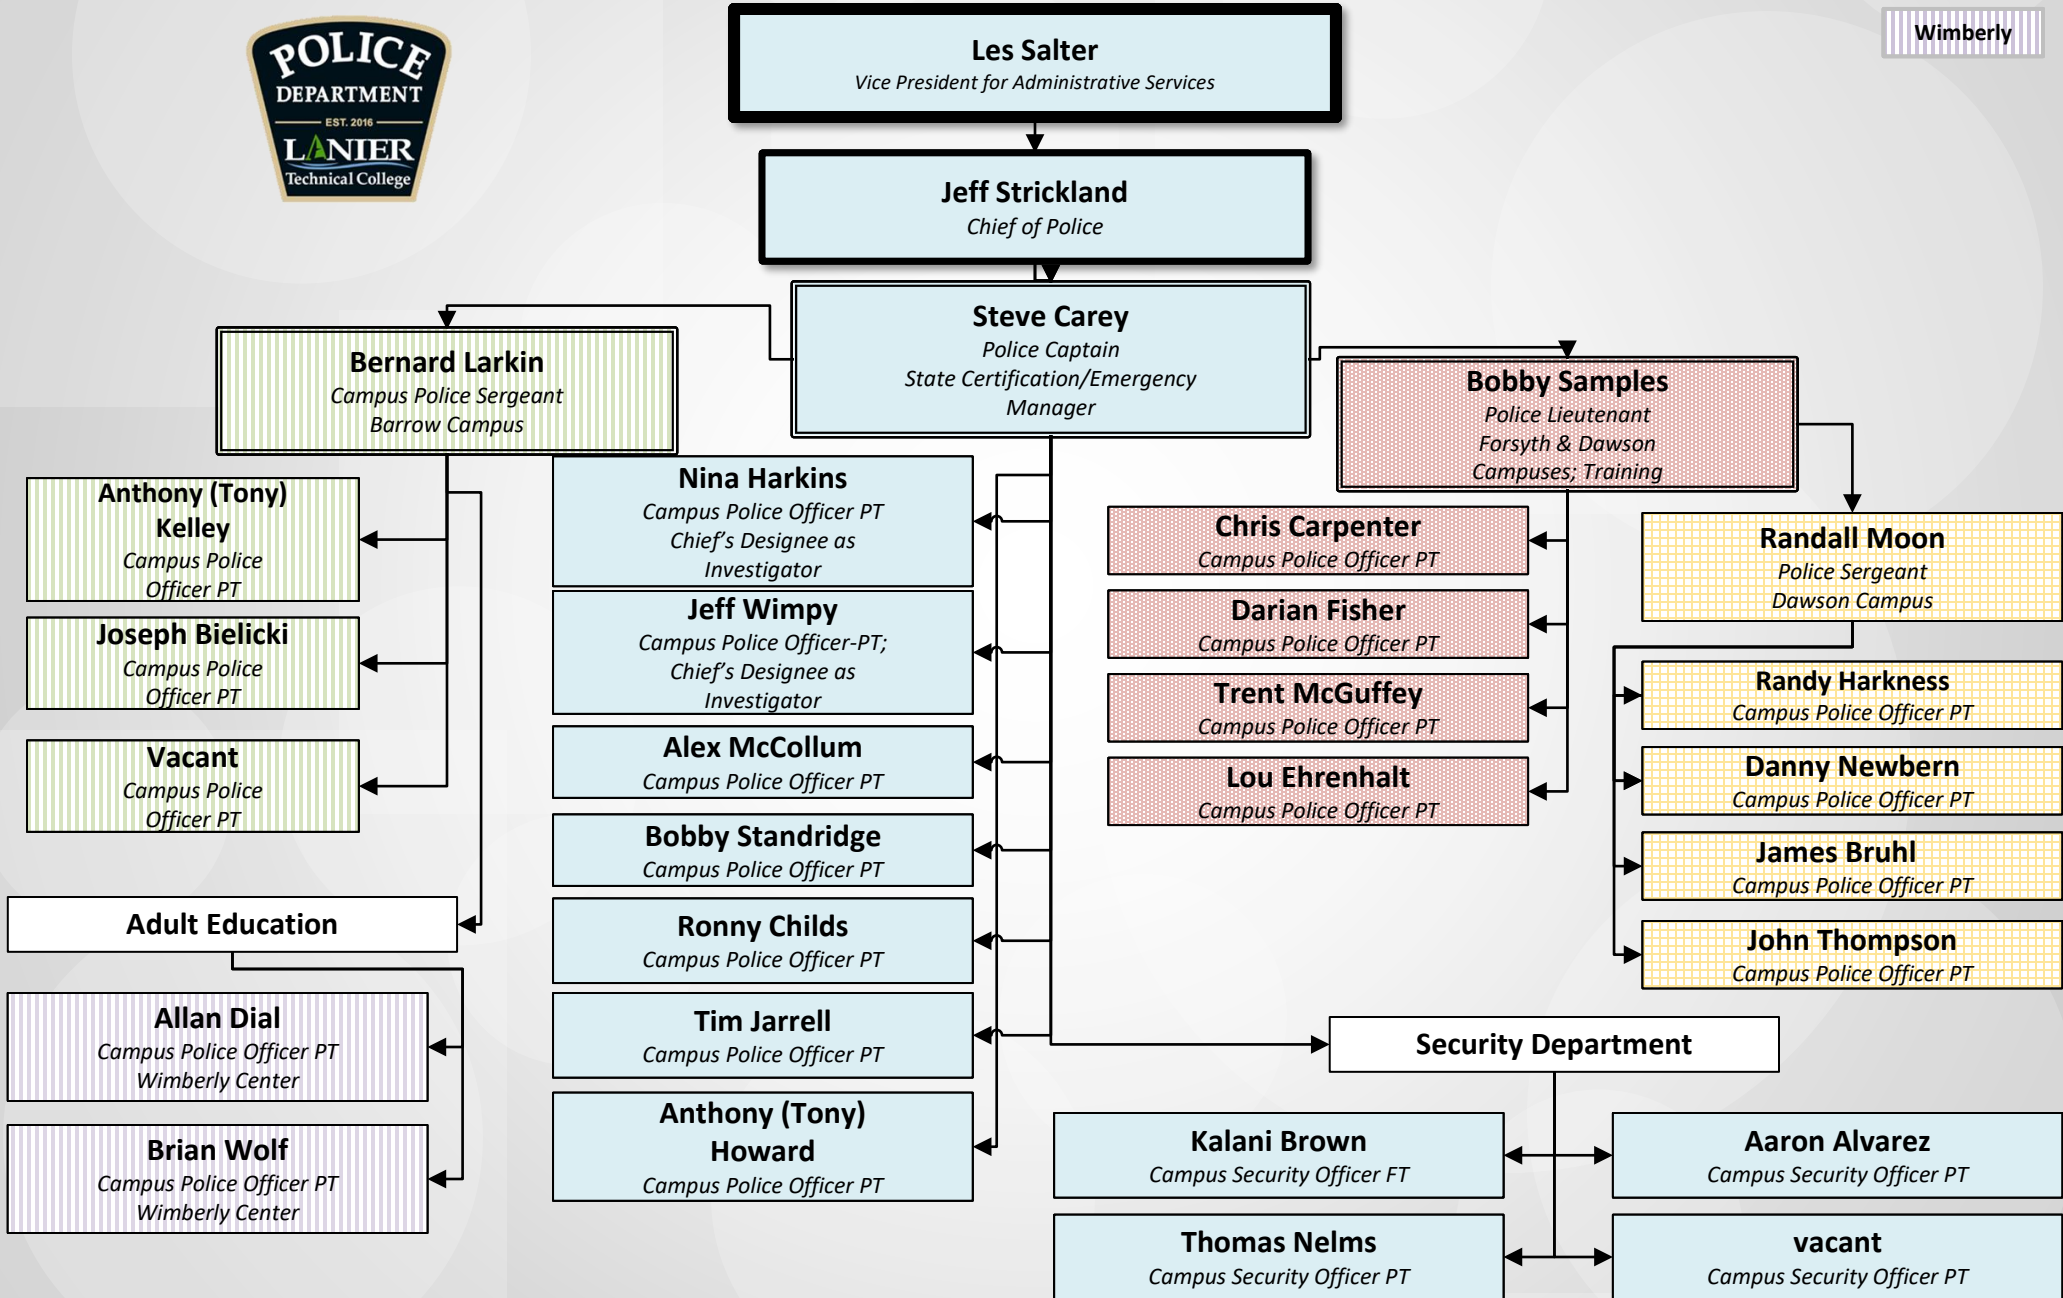 POLICE
DEPARTMENT
EST. 2016
LANIER
Technical College
Les Salter
Vice President for Administrative Services
Wimberly
Jeff Strickland
Chief of Police
Steve Carey
Police Captain
State Certification/Emergency
Manager
Bernard Larkin
Campus Police Sergeant
Barrow Campus
Bobby Samples
Police Lieutenant
Forsyth & Dawson
Campuses; Training
Anthony (Tony)
Kelley
Campus Police
Officer PT
Joseph Bielicki
Campus Police
Officer PT
Vacant
Campus Police
Officer PT
Adult Education
Allan Dial
Campus Police Officer PT
Wimberly Center
Brian Wolf
Campus Police Officer PT
Wimberly Center
Nina Harkins
Campus Police Officer PT
Chief’s Designee as
Investigator
Jeff Wimpy
Campus Police Officer-PT;
Chief’s Designee as
Investigator
Alex McCollum
Campus Police Officer PT
Bobby Standridge
Campus Police Officer PT
Ronny Childs
Campus Police Officer PT
Tim Jarrell
Campus Police Officer PT
Anthony (Tony)
Howard
Campus Police Officer PT
Chris Carpenter
Campus Police Officer PT
Darian Fisher
Campus Police Officer PT
Trent McGuffey
Campus Police Officer PT
Lou Ehrenhalt
Campus Police Officer PT
Randall Moon
Police Sergeant
Dawson Campus
Randy Harkness
Campus Police Officer PT
Danny Newbern
Campus Police Officer PT
James Bruhl
Campus Police Officer PT
John Thompson
Campus Police Officer PT
Security Department
Kalani Brown
Campus Security Officer FT
Aaron Alvarez
Campus Security Officer PT
Thomas Nelms
Campus Security Officer PT
vacant
Campus Security Officer PT